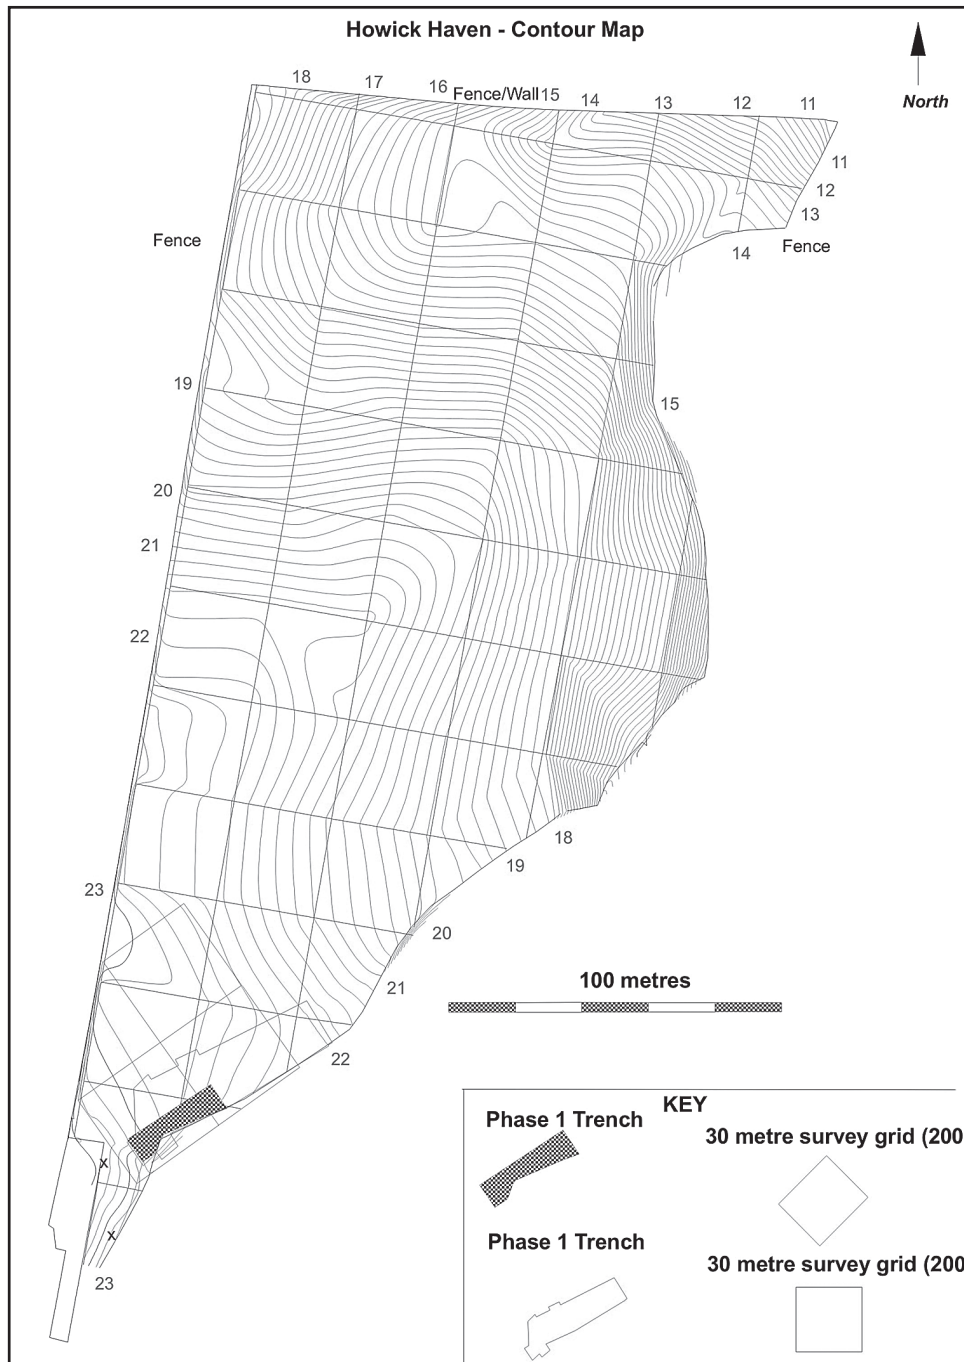 Howick Haven - Contour Map
North
18
17
16
Fence/Wall
15
14
13
12
11
11
12
13
Fence
14
Fence
19
15
20
21
22
18
19
23
20
21
22
100 metres
x
x
23
KEY
Phase 1 Trench
30 metre survey grid (200
Phase 1 Trench
30 metre survey grid (200